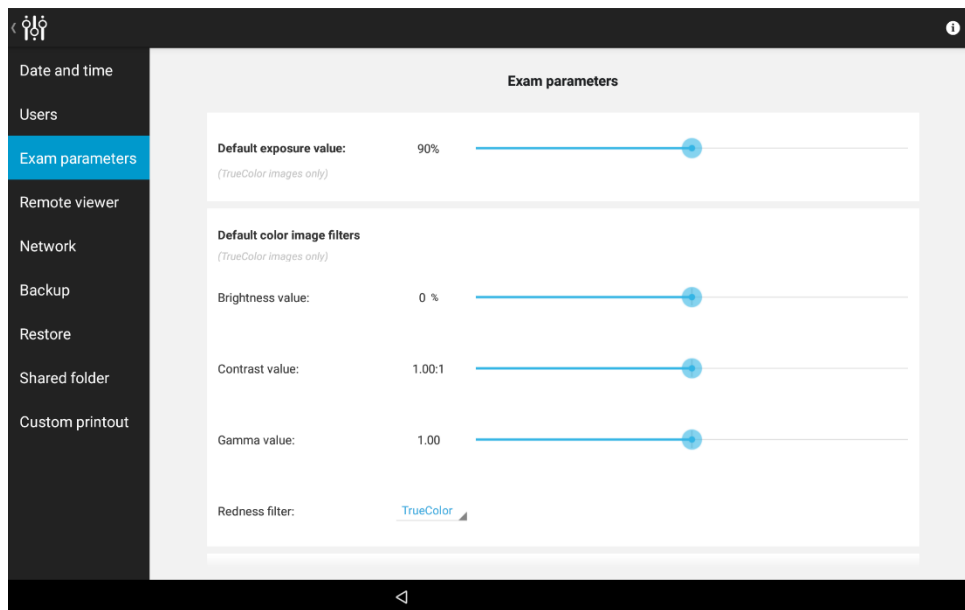 Date and time
Users
Exam parameters
Remote viewer
Network
Backup
Restore
Shared folder
Custom printout
Exam parameters
Default exposure value: 90%
(TrueColor images only)
Default color image filters
(TrueColor images only)
Brightness value: 0 %
Contrast value: 1.00:1
Gamma value: 1.00
Redness filter: TrueColor